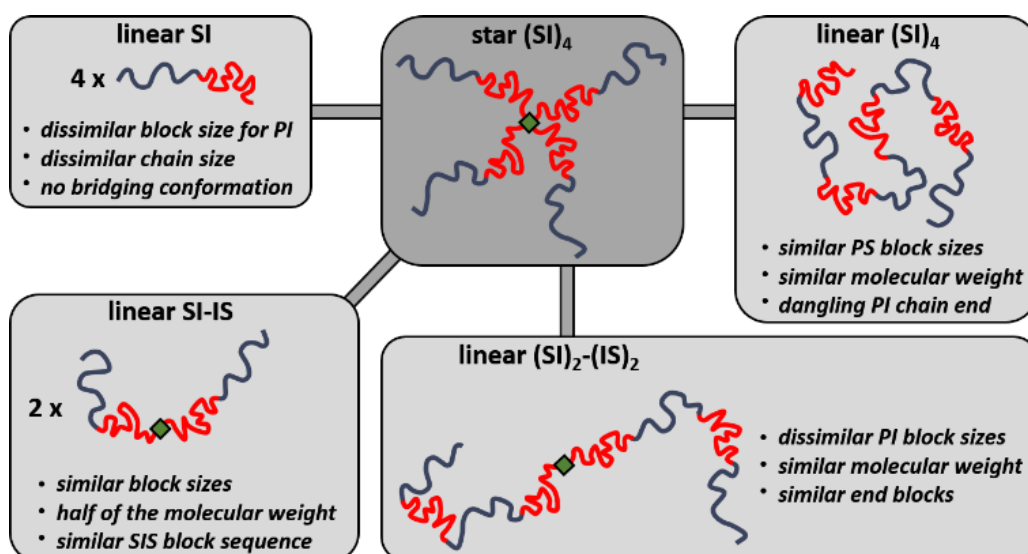 linear SI
4 x
• dissimilar block size for PI
• dissimilar chain size
• no bridging conformation
star (SI)₄
linear (SI)₄
• similar PS block sizes
• similar molecular weight
• dangling PI chain end
linear SI-IS
2 x
• similar block sizes
• half of the molecular weight
• similar SIS block sequence
linear (SI)₂-(IS)₂
• dissimilar PI block sizes
• similar molecular weight
• similar end blocks